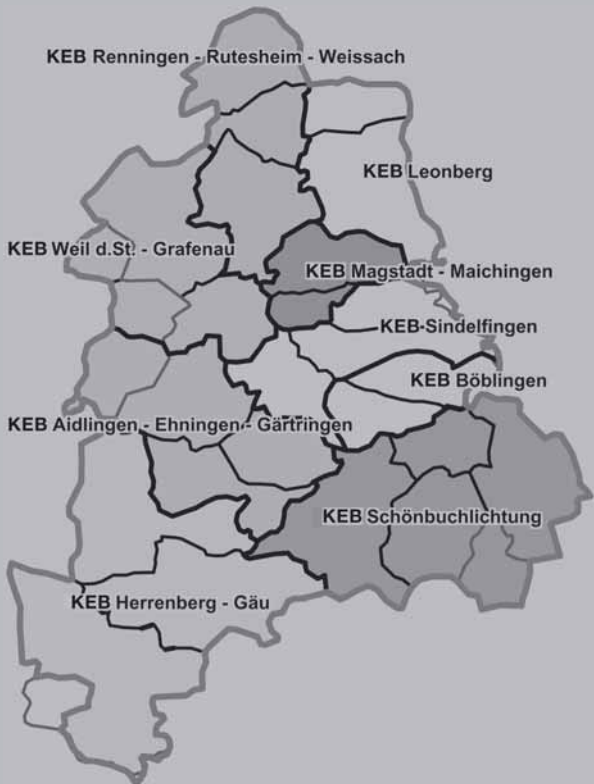 KEB Renningen - Rutesheim - Weissach
KEB Leonberg
KEB Weil d.St. - Grafenau
KEB Magstadt - Maichingen
KEB-Sindelfingen
KEB Böblingen
KEB Aidlingen - Ehningen - Gärtringen
KEB Schönbuchlichtung
KEB Herrenberg - Gäu